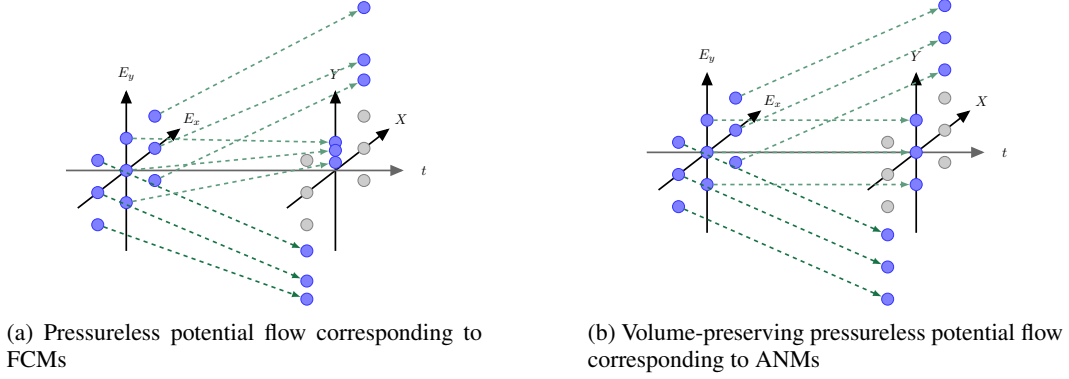 E_y
E_x
Y
X
t
(a) Pressureless potential flow corresponding to
FCMs
E_y
E_x
Y
X
t
(b) Volume-preserving pressureless potential flow
corresponding to ANMs